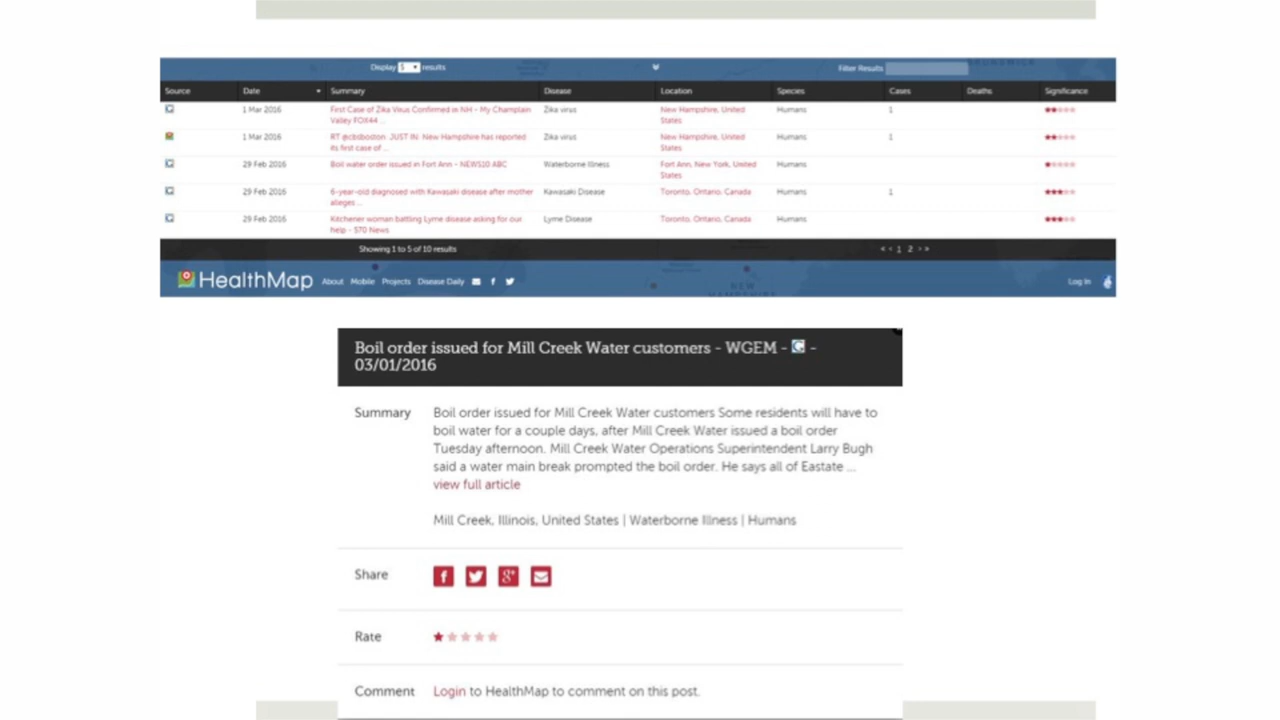 Display 5 results Filter Results
Source Date Summary Disease Location Species Cases Deaths Significance
1 Mar 2016 First Case of Zika Virus Confirmed in NH - My Champlain Zika virus New Hampshire, United Humans 1
Valley FOX44 ... States
1 Mar 2016 RT @cbsboston: JUST IN: New Hampshire has reported Zika virus New Hampshire, United Humans 1
its first case of ... States
29 Feb 2016 Boil water order issued in Fort Ann - NEWS10 ABC Waterborne Illness Fort Ann, New York, United Humans
States
29 Feb 2016 6-year-old diagnosed with Kawasaki disease after mother Kawasaki Disease Toronto, Ontario, Canada Humans 1
alleges ...
29 Feb 2016 Kitchener woman battling Lyme disease asking for our Lyme Disease Toronto, Ontario, Canada Humans
help - 570 News
Showing 1 to 5 of 10 results « ‹ 1 2 › »
HealthMap About Mobile Projects Disease Daily Log In
NEW
HAMPSHIRE
Boil order issued for Mill Creek Water customers - WGEM - G -
03/01/2016
Summary Boil order issued for Mill Creek Water customers Some residents will have to
boil water for a couple days, after Mill Creek Water issued a boil order
Tuesday afternoon. Mill Creek Water Operations Superintendent Larry Bugh
said a water main break prompted the boil order. He says all of Eastate ...
view full article
Mill Creek, Illinois, United States | Waterborne Illness | Humans
Share
Rate
Comment Login to HealthMap to comment on this post.